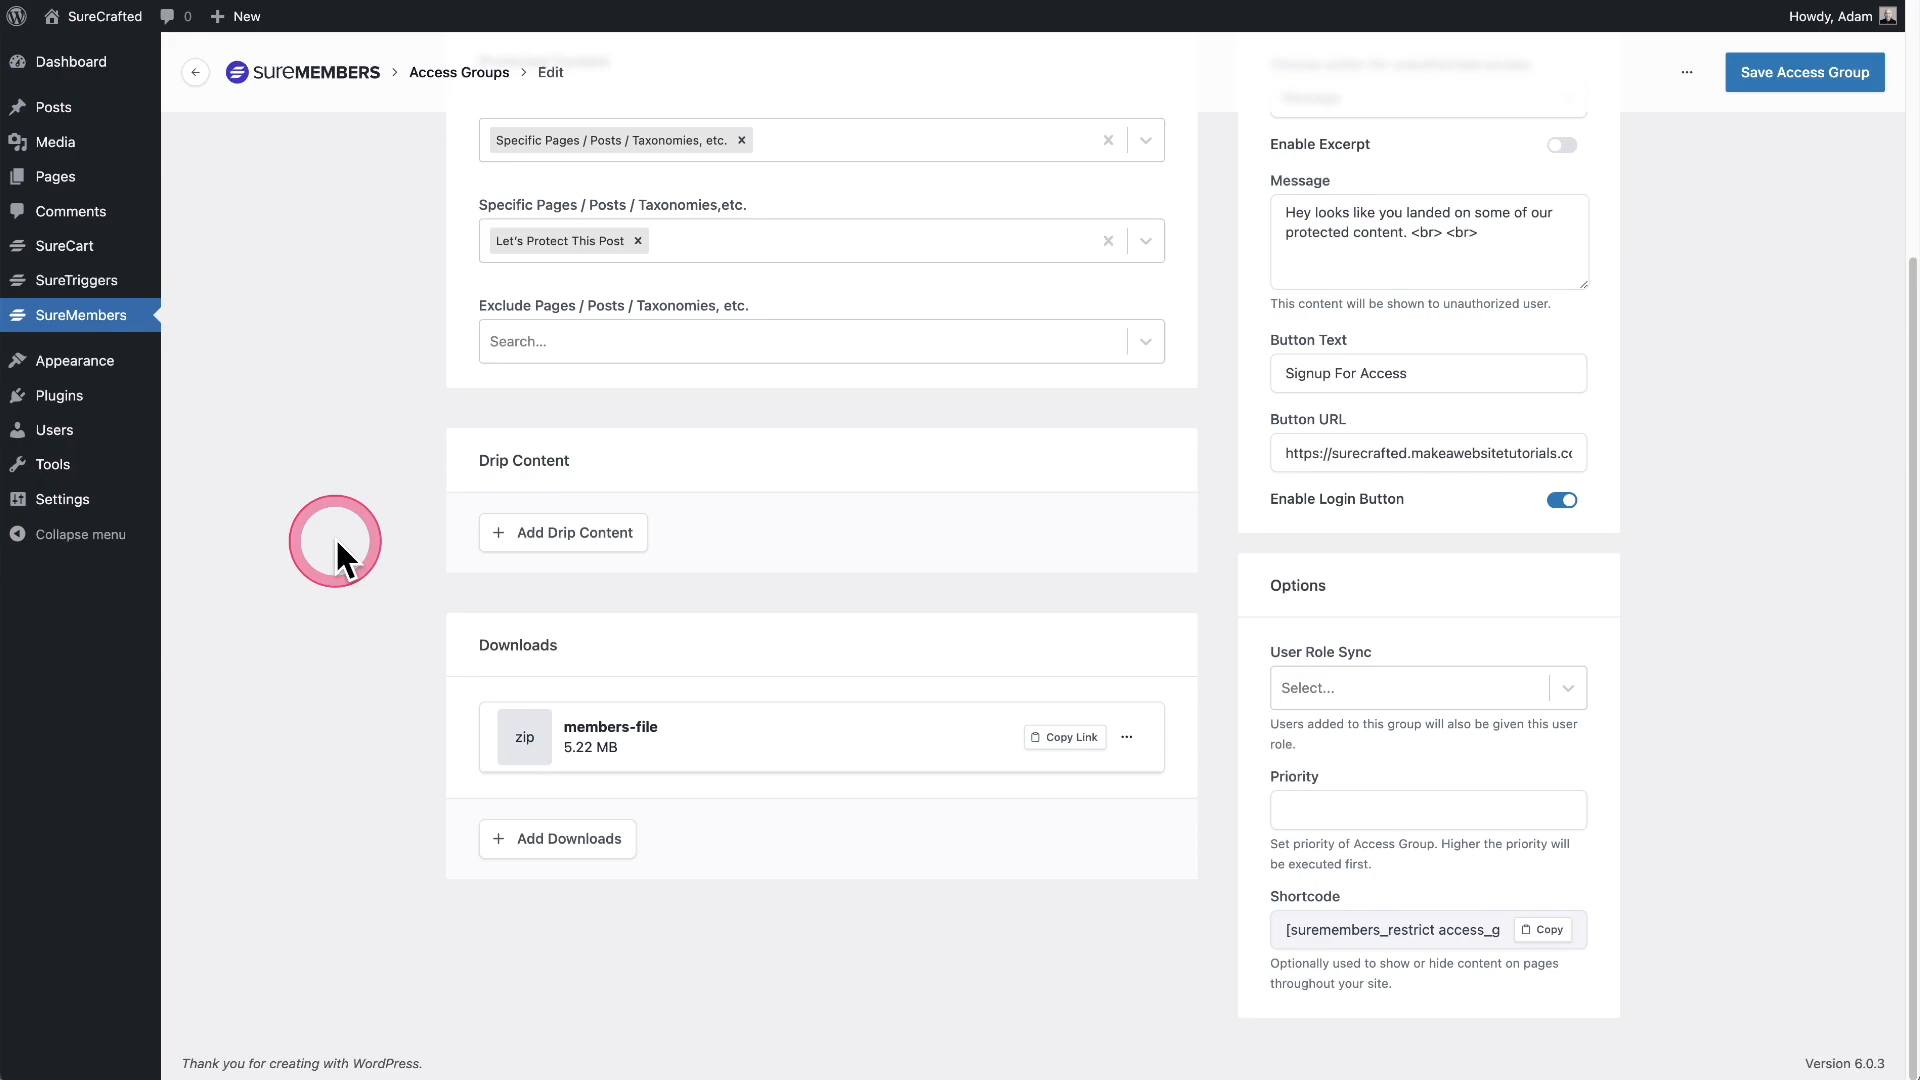 SureCrafted
0
New
Howdy, Adam
Dashboard
Posts
Media
Pages
Comments
SureCart
SureTriggers
SureMembers
Appearance
Plugins
Users
Tools
Settings
Collapse menu
SUREMEMBERS
Access Groups
Edit
Save Access Group
Specific Pages / Posts / Taxonomies, etc.
Specific Pages / Posts / Taxonomies,etc.
Let's Protect This Post
Exclude Pages / Posts / Taxonomies, etc.
Search...
Drip Content
Add Drip Content
Downloads
zip
members-file
5.22 MB
Copy Link
Add Downloads
Enable Excerpt
Message
Hey looks like you landed on some of our
protected content. <br> <br>
This content will be shown to unauthorized user.
Button Text
Signup For Access
Button URL
https://surecrafted.makeawebsitetutorials.cc
Enable Login Button
Options
User Role Sync
Select...
Users added to this group will also be given this user
role.
Priority
Set priority of Access Group. Higher the priority will
be executed first.
Shortcode
[suremembers_restrict access_g
Copy
Optionally used to show or hide content on pages
throughout your site.
Thank you for creating with WordPress.
Version 6.0.3